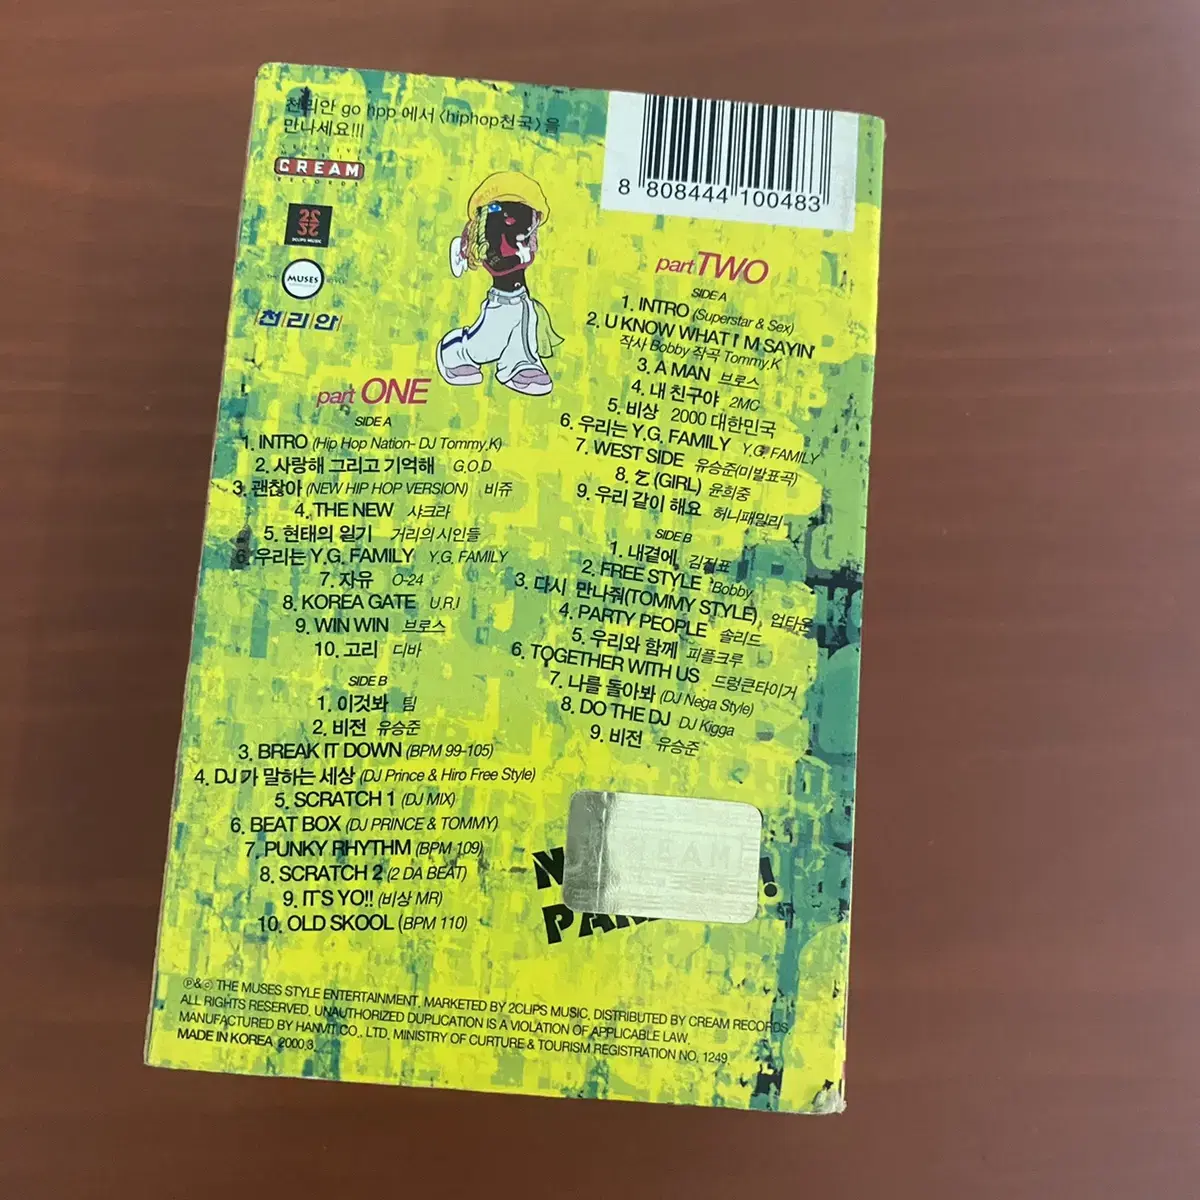 천리안 go hpp 에서 〈hiphop천국〉을
만나세요!!!
CREAM
RECORDS
2CLIPS MUSIC
MUSES
천리안
8 808444 100483
part ONE
SIDE A
1. INTRO (Hip Hop Nation- DJ Tommy.K)
2. 사랑해 그리고 기억해 G.O.D
3. 괜찮아 (NEW HIP HOP VERSION) 비쥬
4. THE NEW 샤크라
5. 현태의 일기 거리의 시인들
6. 우리는 Y.G. FAMILY Y.G. FAMILY
7. 자유 O-24
8. KOREA GATE U.R.I
9. WIN WIN 브로스
10. 고리 디바
SIDE B
1. 이것봐 팀
2. 비전 유승준
3. BREAK IT DOWN (BPM 99-105)
4. DJ가 말하는 세상 (DJ Prince & Hiro Free Style)
5. SCRATCH 1 (DJ MIX)
6. BEAT BOX (DJ PRINCE & TOMMY)
7. PUNKY RHYTHM (BPM 109)
8. SCRATCH 2 (2 DA BEAT)
9. IT'S YO!! (비상 MR)
10. OLD SKOOL (BPM 110)
part TWO
SIDE A
1. INTRO (Superstar & Sex)
2. U KNOW WHAT I' M SAYIN'
작사 Bobby 작곡 Tommy.K
3. A MAN 브로스
4. 내 친구야 2MC
5. 비상 2000 대한민국
6. 우리는 Y.G. FAMILY Y.G. FAMILY
7. WEST SIDE 유승준(미발표곡)
8. 乞 (GIRL) 윤희중
9. 우리 같이 해요 허니패밀리
SIDE B
1. 내곁에 김진표
2. FREE STYLE Bobby
3. 다시 만나줘(TOMMY STYLE) 업타운
4. PARTY PEOPLE 솔리드
5. 우리와 함께 피플크루
6. TOGETHER WITH US 드렁큰타이거
7. 나를 돌아봐 (DJ Nega Style)
8. DO THE DJ DJ Kigga
9. 비전 유승준
CREAM
℗&© THE MUSES STYLE ENTERTAINMENT, MARKETED BY 2CLIPS MUSIC, DISTRIBUTED BY CREAM RECORDS
ALL RIGHTS RESERVED, UNAUTHORIZED DUPLICATION IS A VIOLATION OF APPLICABLE LAW.
MANUFACTURED BY HANVIT CO., LTD. MINISTRY OF CURTURE & TOURISM REGISTRATION NO. 1249.
MADE IN KOREA 2000.3.